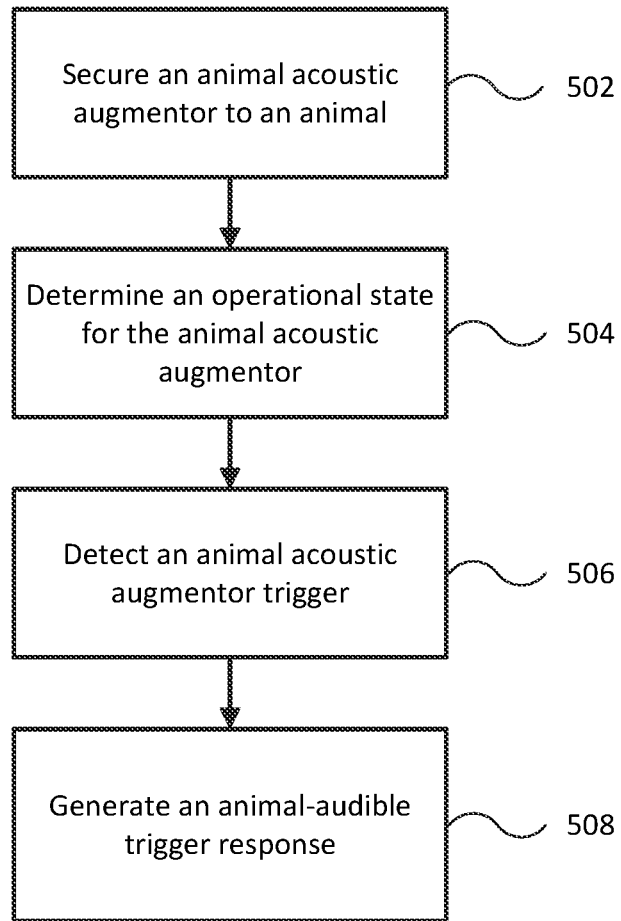 Secure an animal acoustic
augmentor to an animal
502
Determine an operational state
for the animal acoustic
augmentor
504
Detect an animal acoustic
augmentor trigger
506
Generate an animal-audible
trigger response
508